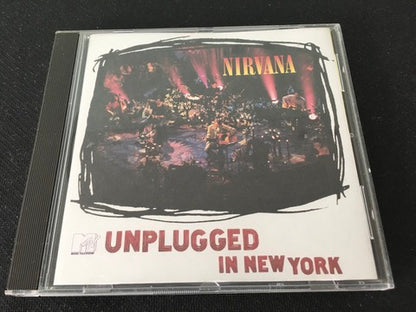 NIRVANA
MTV UNPLUGGED
IN NEW YORK